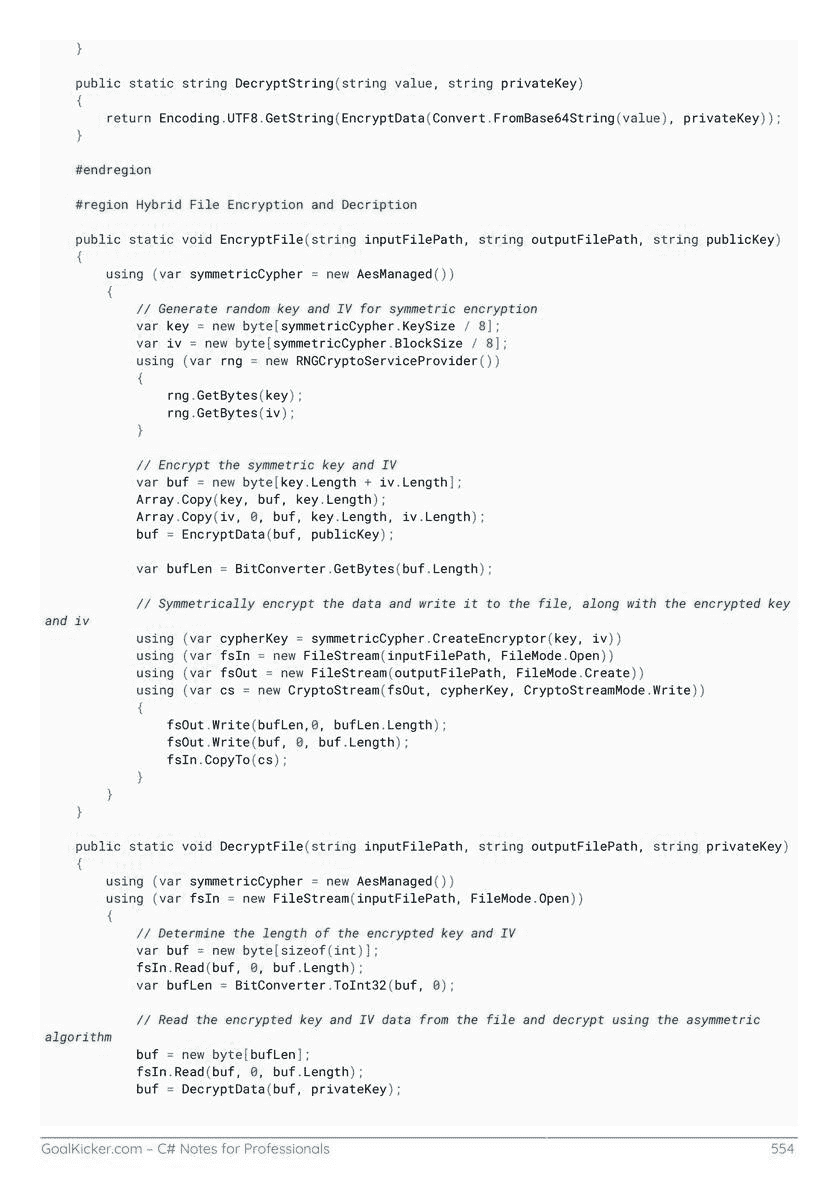 }
public static string DecryptString(string value, string privateKey)
{
return Encoding.UTF8.GetString(EncryptData(Convert.FromBase64String(value), privateKey));
}
#endregion
#region Hybrid File Encryption and Decription
public static void EncryptFile(string inputFilePath, string outputFilePath, string publicKey)
{
using (var symmetricCypher = new AesManaged())
{
// Generate random key and IV for symmetric encryption
var key = new byte[symmetricCypher.KeySize / 8];
var iv = new byte[symmetricCypher.BlockSize / 8];
using (var rng = new RNGCryptoServiceProvider())
{
rng.GetBytes(key);
rng.GetBytes(iv);
}
// Encrypt the symmetric key and IV
var buf = new byte[key.Length + iv.Length];
Array.Copy(key, buf, key.Length);
Array.Copy(iv, 0, buf, key.Length, iv.Length);
buf = EncryptData(buf, publicKey);
var bufLen = BitConverter.GetBytes(buf.Length);
// Symmetrically encrypt the data and write it to the file, along with the encrypted key
and iv
using (var cypherKey = symmetricCypher.CreateEncryptor(key, iv))
using (var fsIn = new FileStream(inputFilePath, FileMode.Open))
using (var fsOut = new FileStream(outputFilePath, FileMode.Create))
using (var cs = new CryptoStream(fsOut, cypherKey, CryptoStreamMode.Write))
{
fsOut.Write(bufLen,0, bufLen.Length);
fsOut.Write(buf, 0, buf.Length);
fsIn.CopyTo(cs);
}
}
}
public static void DecryptFile(string inputFilePath, string outputFilePath, string privateKey)
{
using (var symmetricCypher = new AesManaged())
using (var fsIn = new FileStream(inputFilePath, FileMode.Open))
{
// Determine the length of the encrypted key and IV
var buf = new byte[sizeof(int)];
fsIn.Read(buf, 0, buf.Length);
var bufLen = BitConverter.ToInt32(buf, 0);
// Read the encrypted key and IV data from the file and decrypt using the asymmetric
algorithm
buf = new byte[bufLen];
fsIn.Read(buf, 0, buf.Length);
buf = DecryptData(buf, privateKey);
GoalKicker.com – C# Notes for Professionals 554